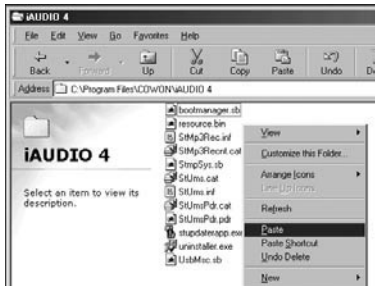 iAUDIO 4
File Edit View Go Favorites Help
Back Forward Up Cut Copy Paste Undo
Address C:\Program Files\COWON\iAUDIO 4
iAUDIO 4
Select an item to view its
description.
bootmanager.sb
resource.bin
StMp3Rec.inf
StMp3Recnt.cat
StmpSys.sb
StUms.cat
StUms.inf
StUmsPdr.cat
StUmsPdr.pdr
stupdaterapp.exe
uninstaller.exe
UsbMsc.sb
View
Customize this Folder...
Arrange Icons
Line Up Icons
Refresh
Paste
Paste Shortcut
Undo Delete
New